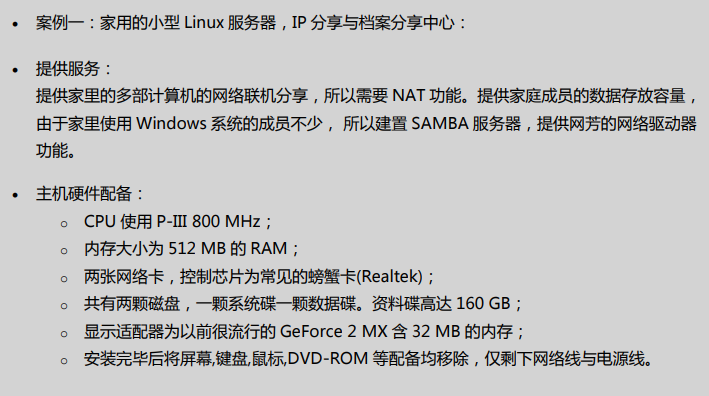 • 案例一：家用的小型 Linux 服务器，IP 分享与档案分享中心：
• 提供服务：
提供家里的多部计算机的网络联机分享，所以需要 NAT 功能。提供家庭成员的数据存放容量，
由于家里使用 Windows 系统的成员不少， 所以建置 SAMBA 服务器，提供网芳的网络驱动器
功能。
• 主机硬件配备：
o CPU 使用 P-III 800 MHz；
o 内存大小为 512 MB 的 RAM；
o 两张网络卡，控制芯片为常见的螃蟹卡(Realtek)；
o 共有两颗磁盘，一颗系统碟一颗数据碟。资料碟高达 160 GB；
o 显示适配器为以前很流行的 GeForce 2 MX 含 32 MB 的内存；
o 安装完毕后将屏幕,键盘,鼠标,DVD-ROM 等配备均移除，仅剩下网络线与电源线。